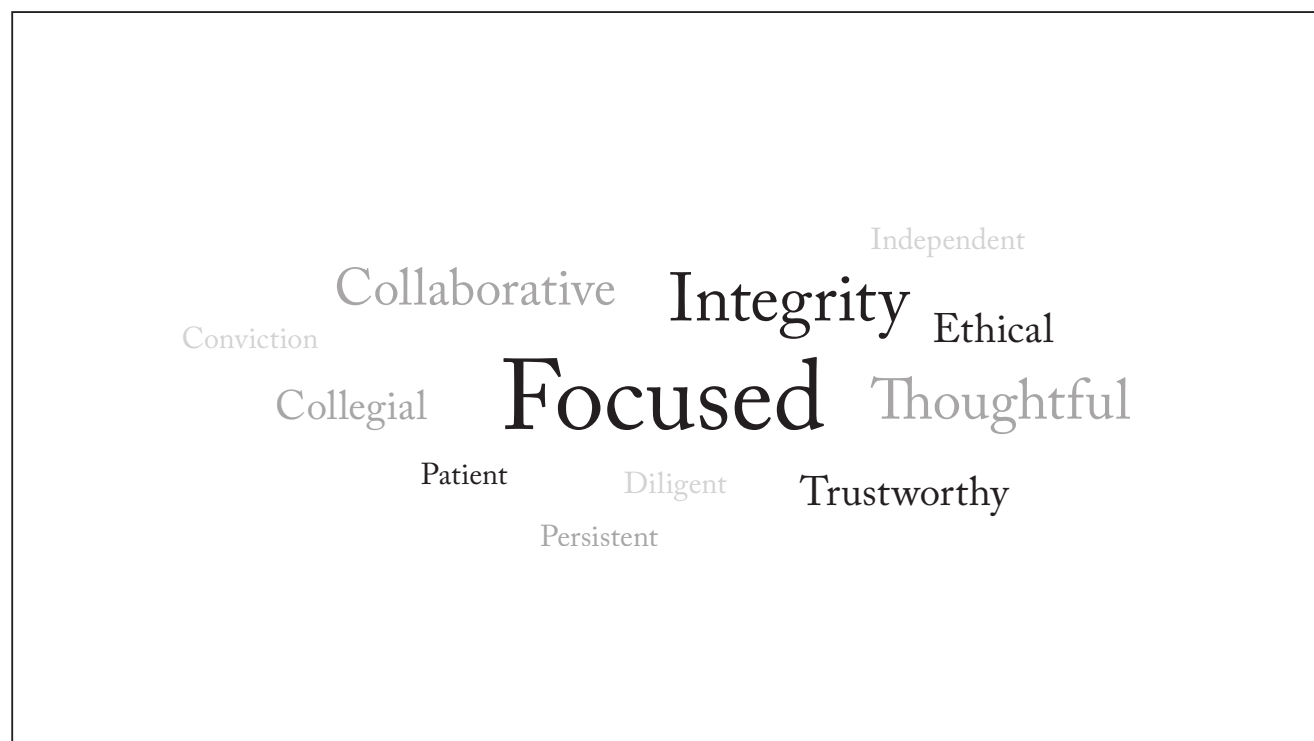 Independent
Collaborative
Integrity
Ethical
Conviction
Focused
Thoughtful
Collegial
Patient
Diligent
Trustworthy
Persistent